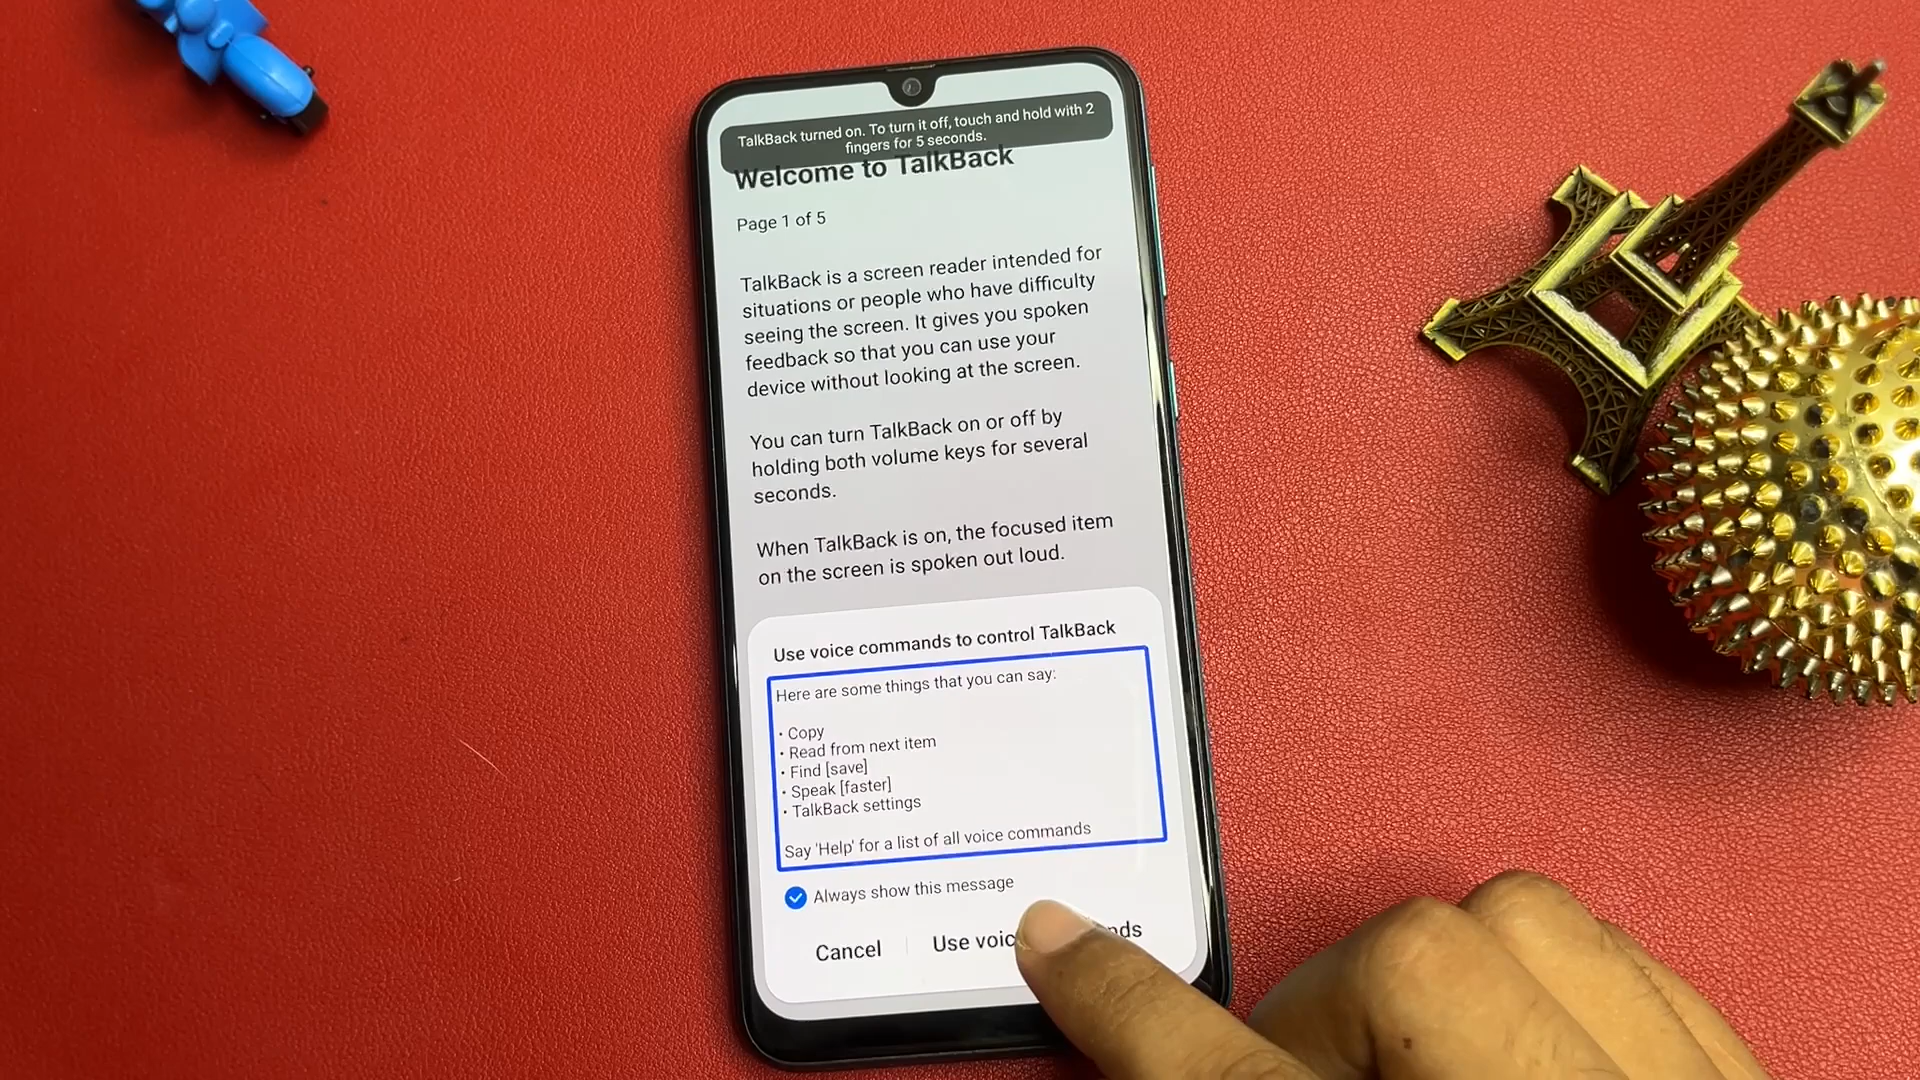 TalkBack turned on. To turn it off, touch and hold with 2
fingers for 5 seconds.
Welcome to TalkBack
Page 1 of 5
TalkBack is a screen reader intended for
situations or people who have difficulty
seeing the screen. It gives you spoken
feedback so that you can use your
device without looking at the screen.
You can turn TalkBack on or off by
holding both volume keys for several
seconds.
When TalkBack is on, the focused item
on the screen is spoken out loud.
Use voice commands to control TalkBack
Here are some things that you can say:
• Copy
• Read from next item
• Find [save]
• Speak [faster]
• TalkBack settings
Say 'Help' for a list of all voice commands
Always show this message
Cancel
Use